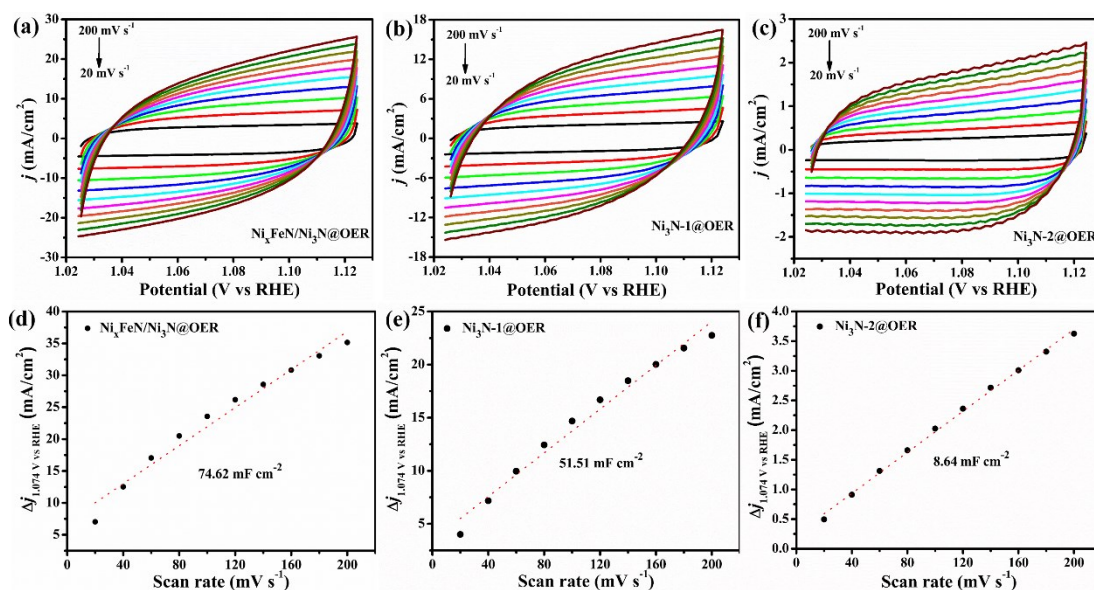 (a)
30
20
10
0
-10
-20
-30
j (mA/cm²)
200 mV s⁻¹
20 mV s⁻¹
NiₓFeN/Ni₃N@OER
1.02 1.04 1.06 1.08 1.10 1.12
Potential (V vs RHE)
(b)
18
12
6
0
-6
-12
-18
j (mA/cm²)
200 mV s⁻¹
20 mV s⁻¹
Ni₃N-1@OER
1.02 1.04 1.06 1.08 1.10 1.12
Potential (V vs RHE)
(c)
3
2
1
0
-1
-2
j (mA/cm²)
200 mV s⁻¹
20 mV s⁻¹
Ni₃N-2@OER
1.02 1.04 1.06 1.08 1.10 1.12
Potential (V vs RHE)
(d)
40
35
30
25
20
15
10
5
Δj1.074 V vs RHE (mA/cm²)
NiₓFeN/Ni₃N@OER
74.62 mF cm⁻²
0 40 80 120 160 200
Scan rate (mV s⁻¹)
(e)
25
20
15
10
5
Δj1.074 V vs RHE (mA/cm²)
Ni₃N-1@OER
51.51 mF cm⁻²
0 40 80 120 160 200
Scan rate (mV s⁻¹)
(f)
4.0
3.5
3.0
2.5
2.0
1.5
1.0
0.5
0.0
Δj1.074 V vs RHE (mA/cm²)
Ni₃N-2@OER
8.64 mF cm⁻²
0 40 80 120 160 200
Scan rate (mV s⁻¹)